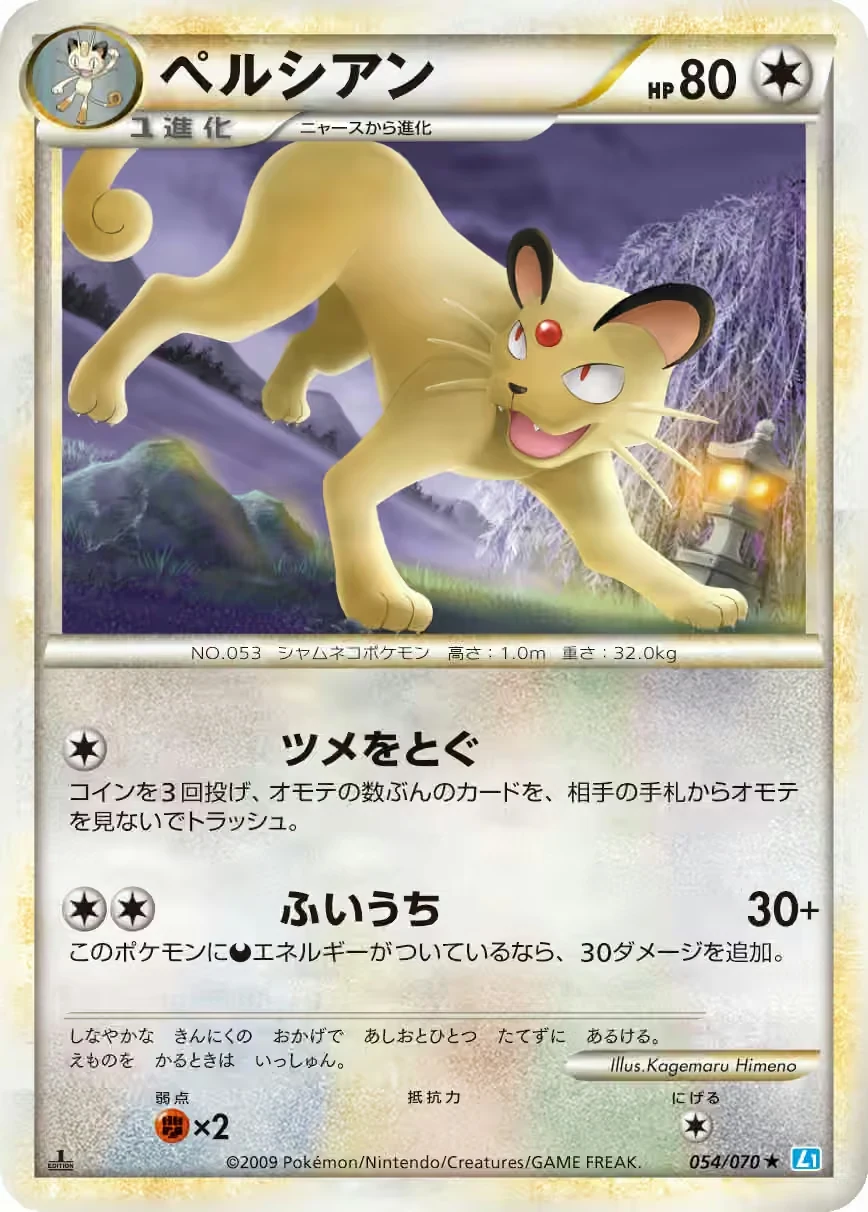 ペルシアン HP80
1進化 ニャースから進化
NO.053 シャムネコポケモン 高さ：1.0m 重さ：32.0kg
ツメをとぐ
コインを3回投げ、オモテの数ぶんのカードを、相手の手札からオモテ
を見ないでトラッシュ。
ふいうち 30+
このポケモンにエネルギーがついているなら、30ダメージを追加。
しなやかな きんにくの おかげで あしおとひとつ たてずに あるける。
えものを かるときは いっしゅん。
Illus.Kagemaru Himeno
弱点 抵抗力 にげる
×2
1 EDITION ©2009 Pokémon/Nintendo/Creatures/GAME FREAK. 054/070★ L1